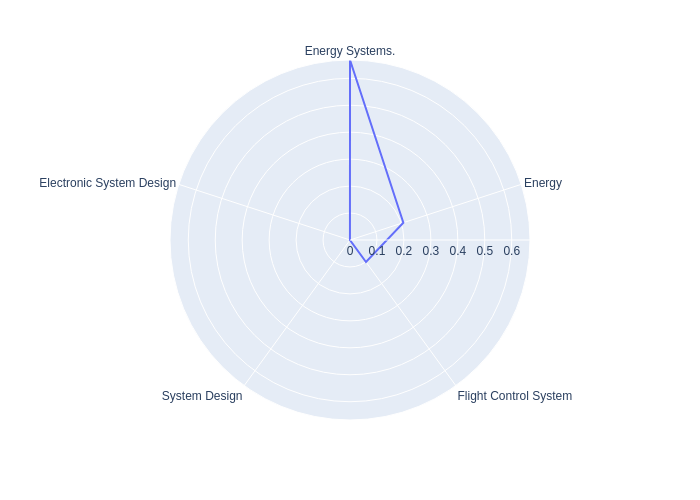 Energy Systems.
Electronic System Design
Energy
0
0.1
0.2
0.3
0.4
0.5
0.6
System Design
Flight Control System